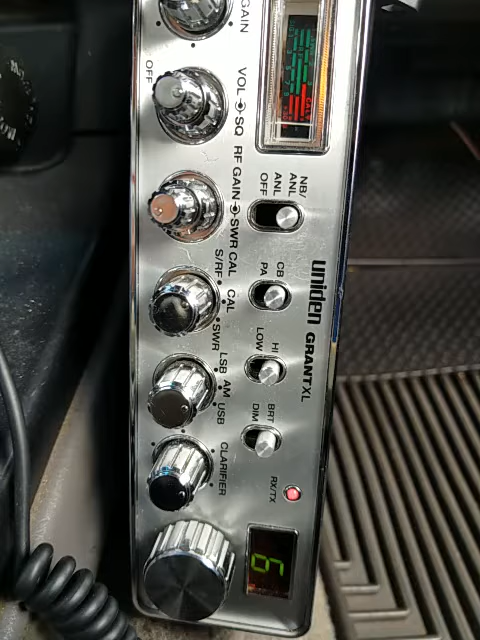 GAIN
OFF
VOL SQ
RF GAIN SWR CAL
NB/
ANL
ANL
OFF
S/RF
CAL
SWR
CB
PA
uniden GRANT XL
HI
LOW
LSB
AM
USB
BRT
DIM
CLARIFIER
RX/TX